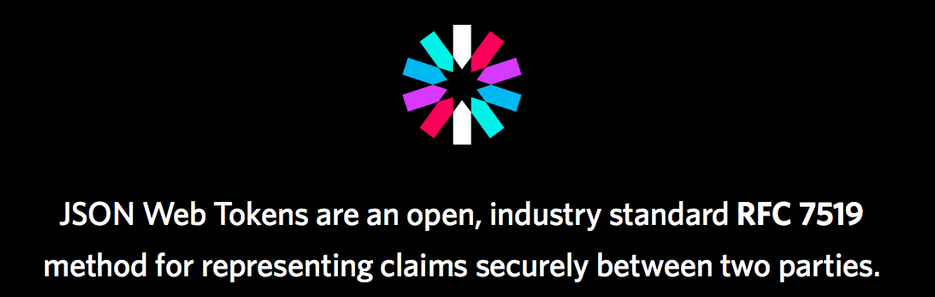 JSON Web Tokens are an open, industry standard RFC 7519
method for representing claims securely between two parties.